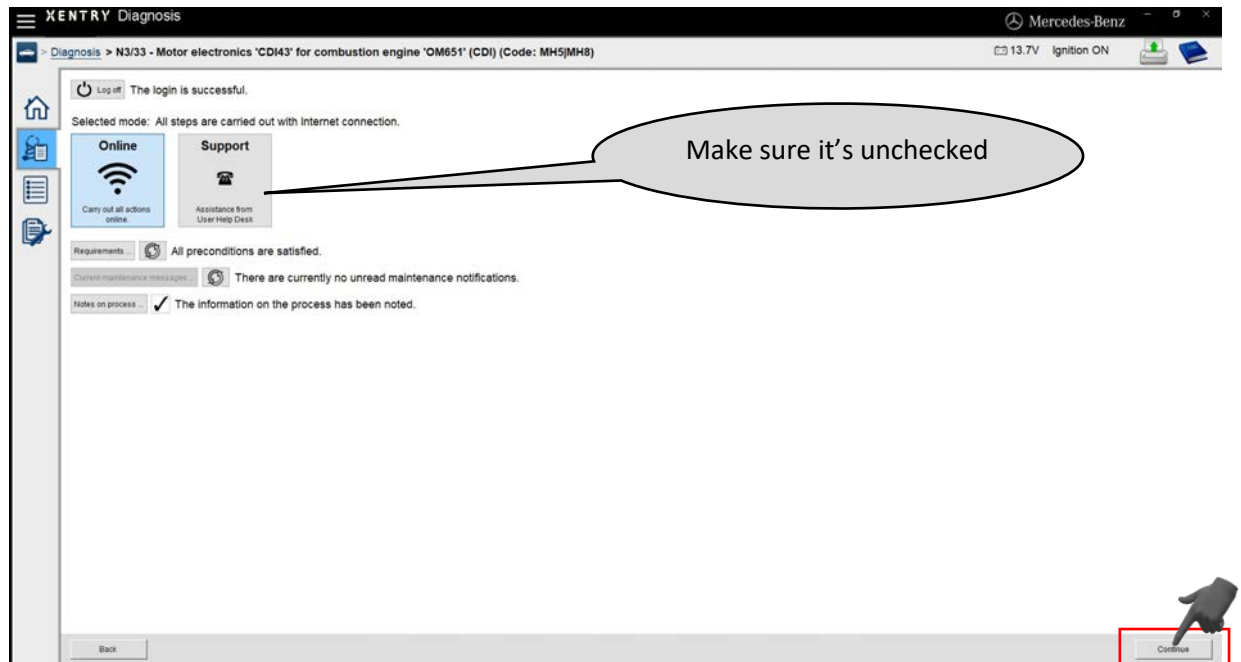 XENTRY Diagnosis
Mercedes-Benz
> Diagnosis > N3/33 - Motor electronics 'CDI43' for combustion engine 'OM651' (CDI) (Code: MH5|MH8)
13.7V Ignition ON
Log off The login is successful.
Selected mode: All steps are carried out with Internet connection.
Online
Support
Carry out all actions
online.
Assistance from
User Help Desk
Make sure it’s unchecked
Requirements ... All preconditions are satisfied.
Current maintenance messages ... There are currently no unread maintenance notifications.
Notes on process ... The information on the process has been noted.
Back
Continue